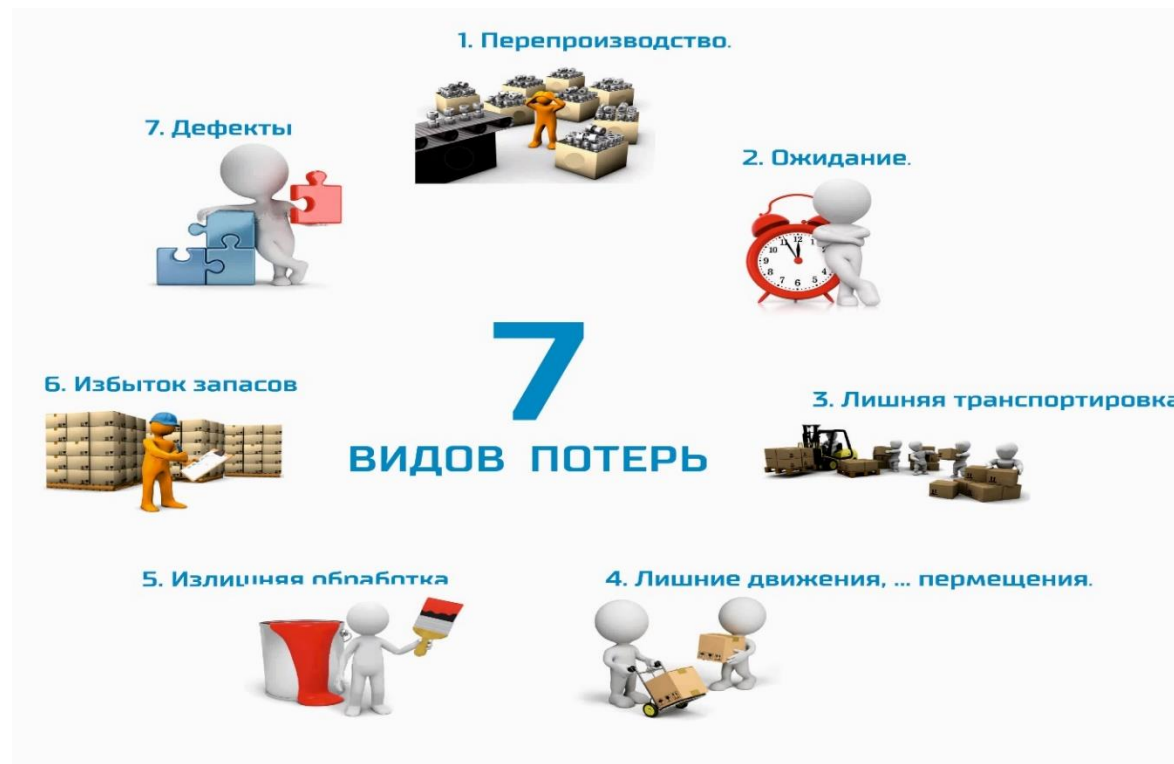 1. Перепроизводство.
2. Ожидание.
3. Лишняя транспортировка
4. Лишние движения, ... пермещения.
5. Излишняя обработка
6. Избыток запасов
7. Дефекты
7
ВИДОВ ПОТЕРЬ